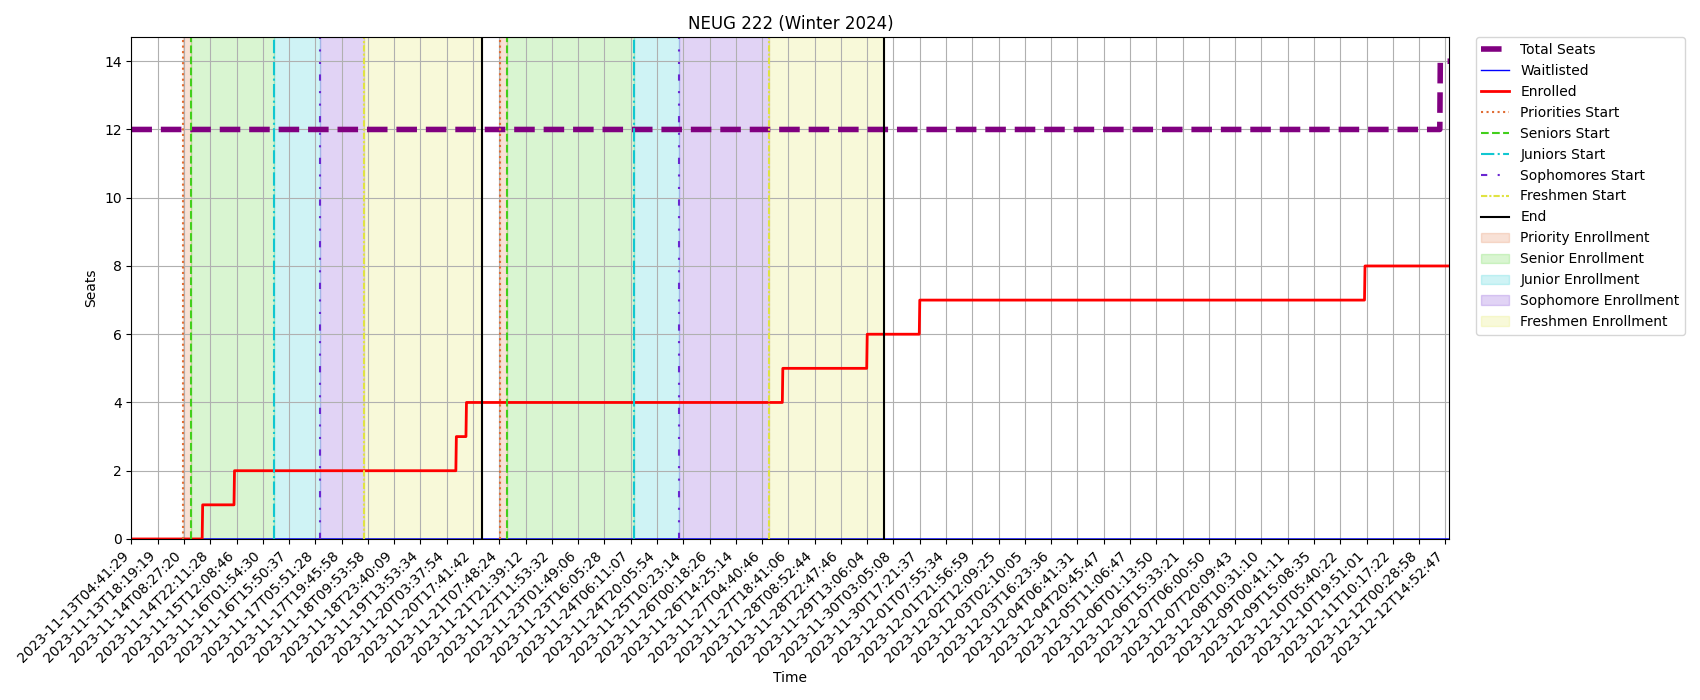 NEUG 222 (Winter 2024)
Seats
14
12
10
8
6
4
2
0
2023-11-13T04:41:29
2023-11-13T18:19:19
2023-11-14T08:27:20
2023-11-14T22:11:28
2023-11-15T12:08:46
2023-11-16T01:54:30
2023-11-16T15:50:37
2023-11-17T05:51:28
2023-11-17T19:45:58
2023-11-18T09:53:58
2023-11-18T23:40:09
2023-11-19T13:53:34
2023-11-20T03:37:54
2023-11-20T17:41:42
2023-11-21T07:48:24
2023-11-21T21:39:12
2023-11-22T11:53:32
2023-11-23T01:49:06
2023-11-23T16:05:28
2023-11-24T06:11:07
2023-11-24T20:05:54
2023-11-25T10:23:14
2023-11-26T00:18:26
2023-11-26T14:25:14
2023-11-27T04:40:46
2023-11-27T18:41:06
2023-11-28T08:52:44
2023-11-28T22:47:46
2023-11-29T13:06:04
2023-11-30T03:05:08
2023-11-30T17:21:37
2023-12-01T07:55:34
2023-12-01T21:56:59
2023-12-02T12:09:25
2023-12-03T02:10:05
2023-12-03T16:23:36
2023-12-04T06:41:31
2023-12-04T20:45:47
2023-12-05T11:06:47
2023-12-06T01:13:50
2023-12-06T15:33:21
2023-12-07T06:00:50
2023-12-07T20:09:43
2023-12-08T10:31:10
2023-12-09T00:41:11
2023-12-09T15:08:35
2023-12-10T05:40:22
2023-12-10T19:51:01
2023-12-11T10:17:22
2023-12-12T00:28:58
2023-12-12T14:52:47
Time
Total Seats
Waitlisted
Enrolled
Priorities Start
Seniors Start
Juniors Start
Sophomores Start
Freshmen Start
End
Priority Enrollment
Senior Enrollment
Junior Enrollment
Sophomore Enrollment
Freshmen Enrollment